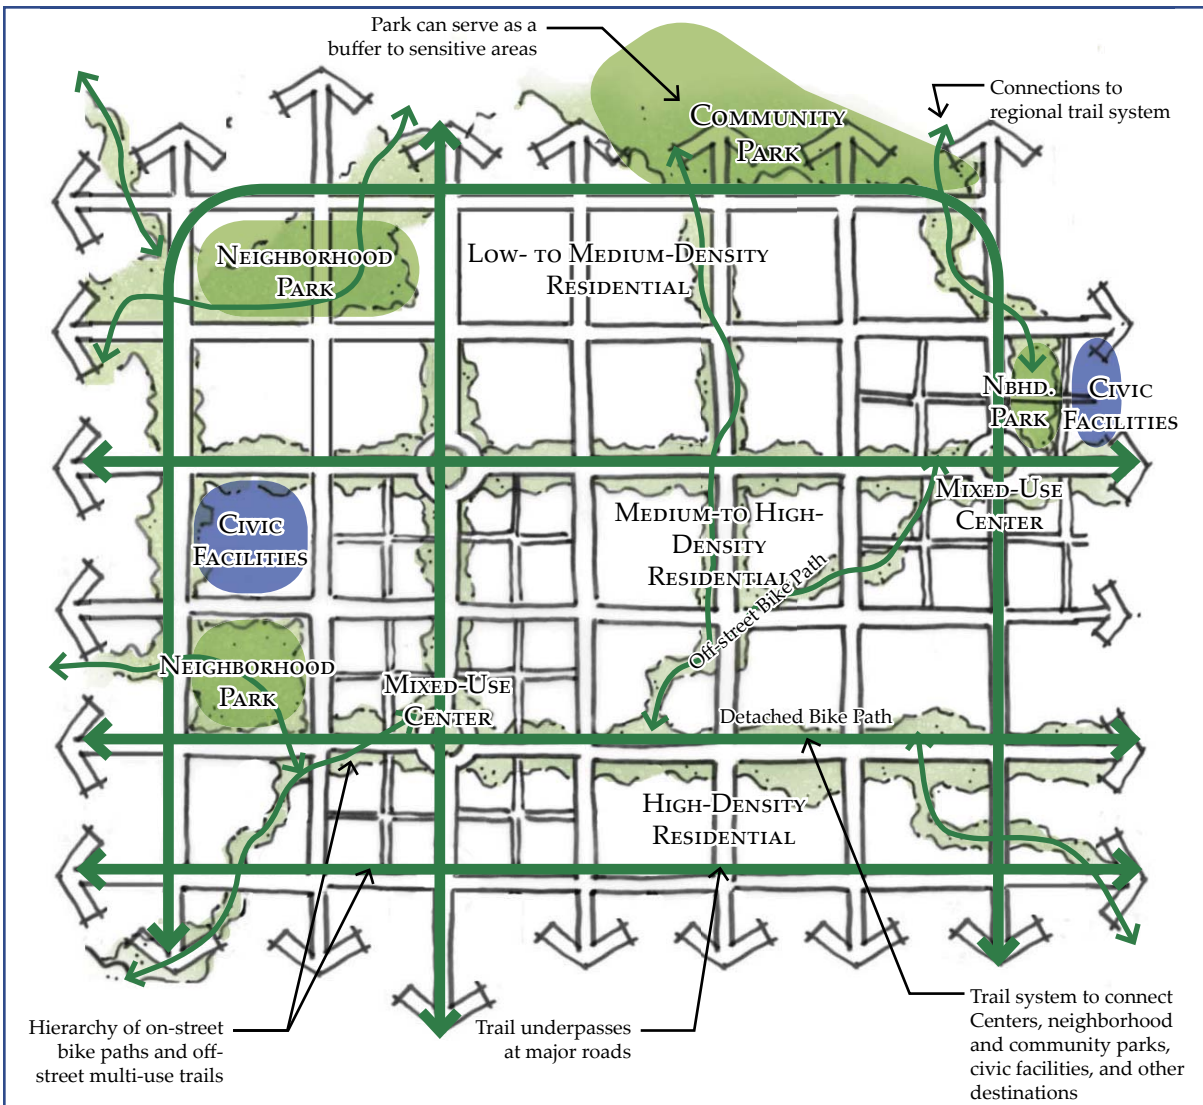 Park can serve as a
buffer to sensitive areas
Connections to
regional trail system
Community
Park
Neighborhood
Park
Low- to Medium-Density
Residential
Nbhd.
Park
Civic
Facilities
Mixed-Use
Center
Civic
Facilities
Medium-to High-
Density
Residential
Off-street Bike Path
Neighborhood
Park
Mixed-Use
Center
Detached Bike Path
High-Density
Residential
Hierarchy of on-street
bike paths and off-
street multi-use trails
Trail underpasses
at major roads
Trail system to connect
Centers, neighborhood
and community parks,
civic facilities, and other
destinations